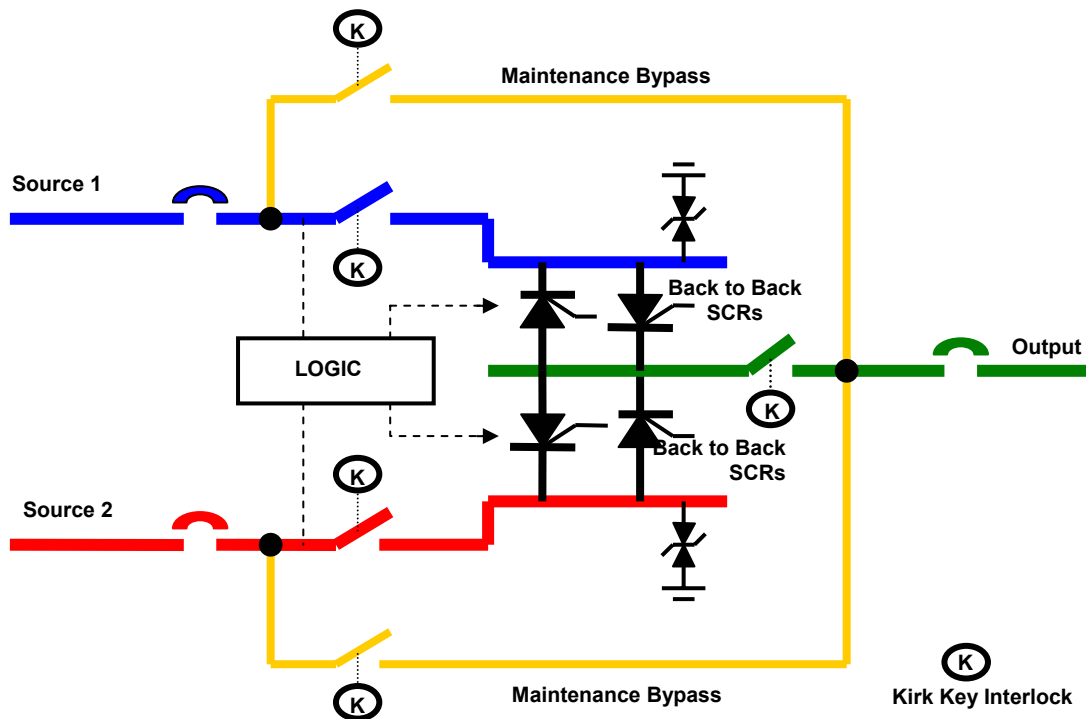 K
Maintenance Bypass
Source 1
K
Back to Back
SCRs
LOGIC
Output
K
Back to Back
SCRs
K
Source 2
K
Maintenance Bypass
K
Kirk Key Interlock